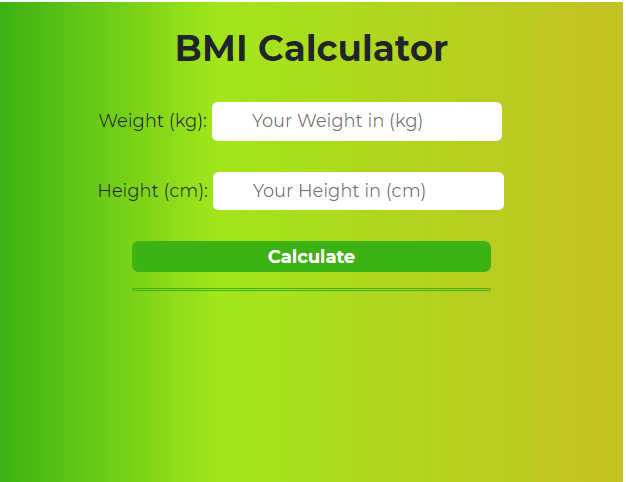 BMI Calculator
Weight (kg): Your Weight in (kg)
Height (cm): Your Height in (cm)
Calculate